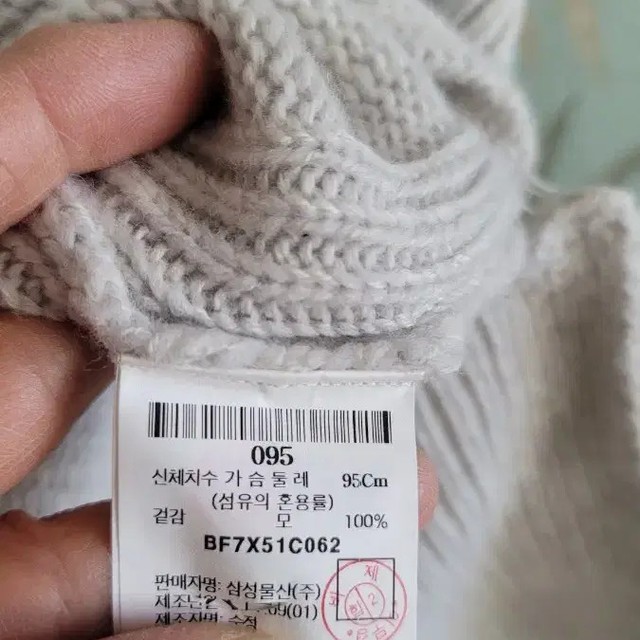 095
신체치수 가 슴 둘 레 95Cm
(섬유의 혼용률)
겉감 모 100%
BF7X51C062
판매자명: 삼성물산(주)